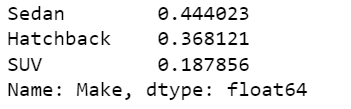 Sedan        0.444023
Hatchback    0.368121
SUV          0.187856
Name: Make, dtype: float64